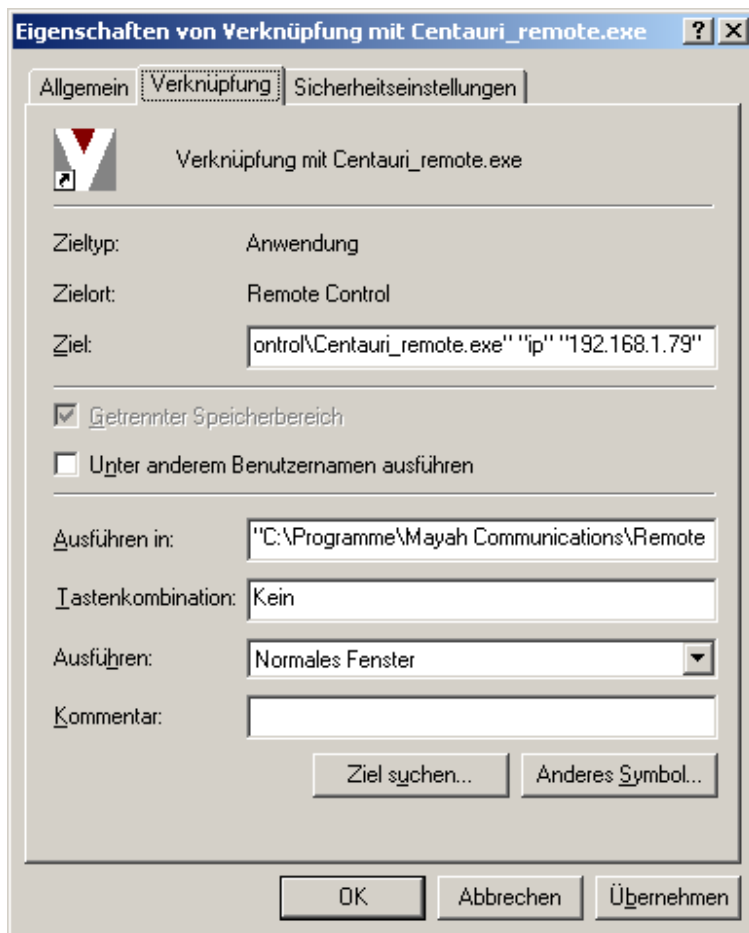 Eigenschaften von Verknüpfung mit Centauri_remote.exe
Allgemein Verknüpfung Sicherheitseinstellungen
Verknüpfung mit Centauri_remote.exe
Zieltyp: Anwendung
Zielort: Remote Control
Ziel: ontrol\Centauri_remote.exe" "ip" "192.168.1.79"
Getrennter Speicherbereich
Unter anderem Benutzernamen ausführen
Ausführen in: "C:\Programme\Mayah Communications\Remote
Tastenkombination: Kein
Ausführen: Normales Fenster
Kommentar:
Ziel suchen... Anderes Symbol...
OK Abbrechen Übernehmen